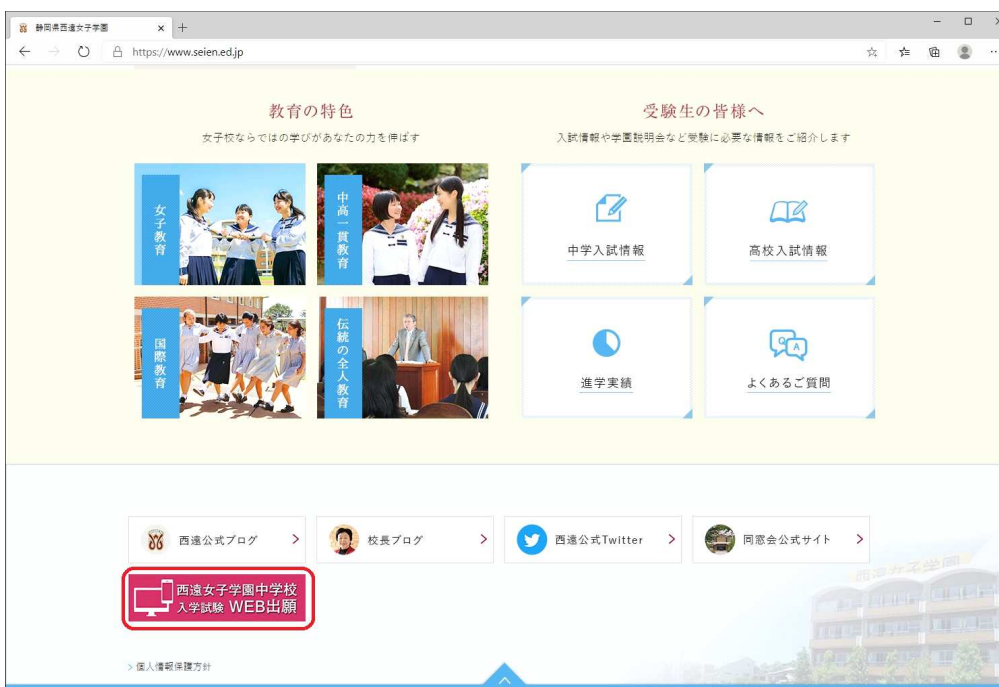 静岡県西遠女子学園
https://www.seien.ed.jp
教育の特色
女子校ならではの学びがあなたの力を伸ばす
女子教育
中高一貫教育
国際教育
伝統の全人教育
受験生の皆様へ
入試情報や学園説明会など受験に必要な情報をご紹介します
中学入試情報
高校入試情報
進学実績
Q A
よくあるご質問
西遠公式ブログ
校長ブログ
西遠公式Twitter
同窓会公式サイト
西遠女子学園中学校
入学試験 WEB出願
西遠女子学園
> 個人情報保護方針